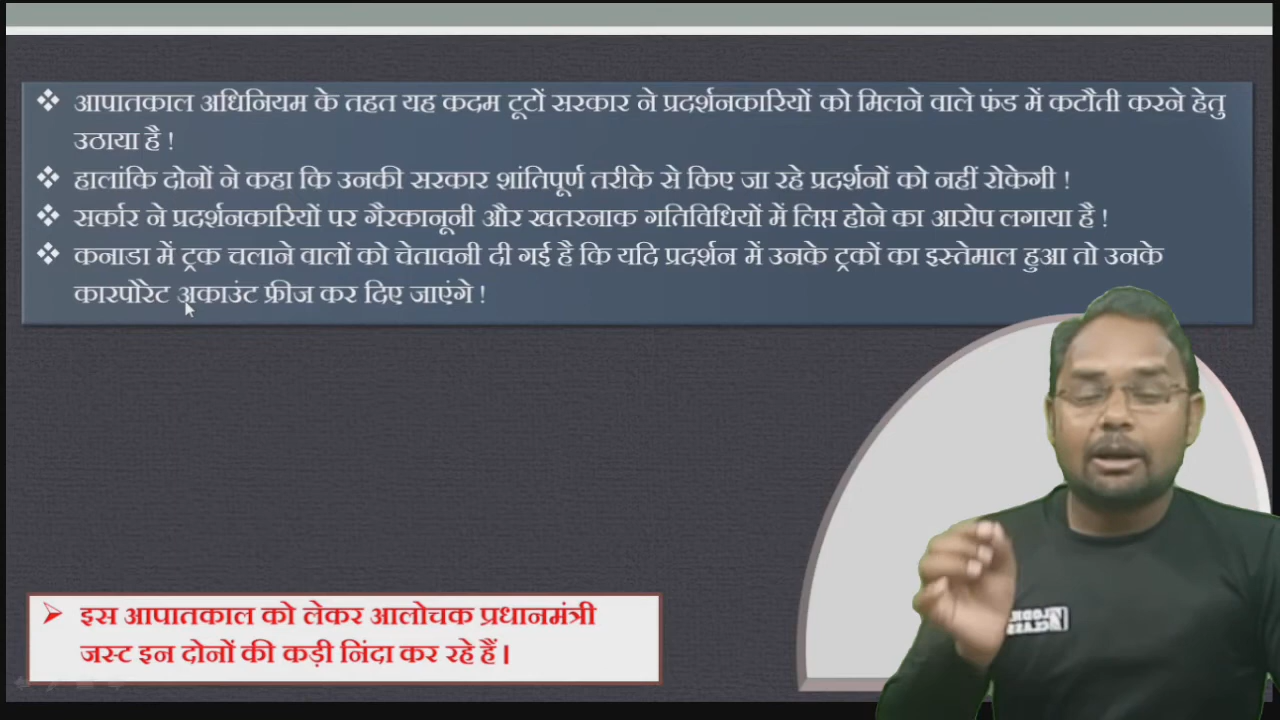 ❖ आपातकाल अधिनियम के तहत यह कदम टूटों सरकार ने प्रदर्शनकारियों को मिलने वाले फंड में कटौती करने हेतु
उठाया है !
❖ हालांकि दोनों ने कहा कि उनकी सरकार शांतिपूर्ण तरीके से किए जा रहे प्रदर्शनों को नहीं रोकेगी !
❖ सर्कार ने प्रदर्शनकारियों पर गैरकानूनी और खतरनाक गतिविधियों में लिप्त होने का आरोप लगाया है !
❖ कनाडा में ट्रक चलाने वालों को चेतावनी दी गई है कि यदि प्रदर्शन में उनके ट्रकों का इस्तेमाल हुआ तो उनके
कारपोरेट अकाउंट फ्रीज कर दिए जाएंगे !
➢ इस आपातकाल को लेकर आलोचक प्रधानमंत्री
जस्ट इन दोनों की कड़ी निंदा कर रहे हैं।